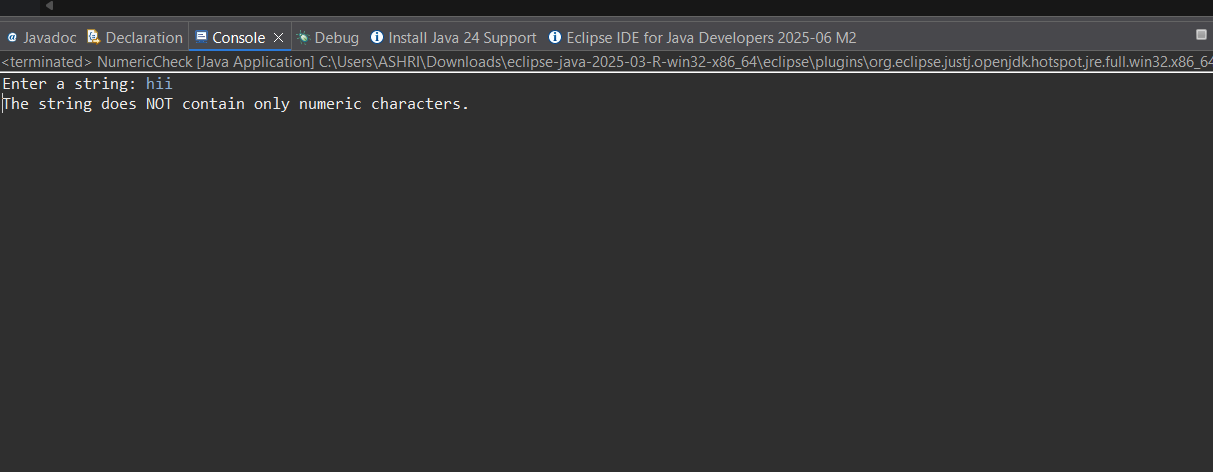 Javadoc Declaration Console Debug Install Java 24 Support Eclipse IDE for Java Developers 2025-06 M2
<terminated> NumericCheck [Java Application] C:\Users\ASHRI\Downloads\eclipse-java-2025-03-R-win32-x86_64\eclipse\plugins\org.eclipse.justj.openjdk.hotspot.jre.full.win32.x86_64
Enter a string: hii
The string does NOT contain only numeric characters.